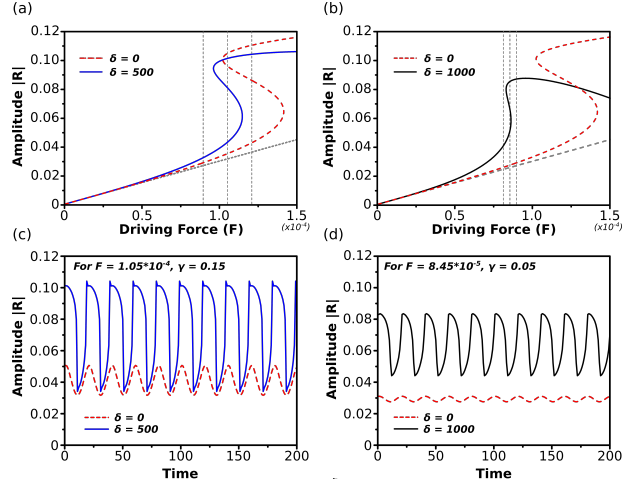 (a)
0.12
0.10
0.08
0.06
0.04
0.02
0
Amplitude |R|
δ = 0
δ = 500
0
0.5
1.0
1.5
Driving Force (F)
(x10⁻⁴)
(b)
0.12
0.10
0.08
0.06
0.04
0.02
0
Amplitude |R|
δ = 0
δ = 1000
0
0.5
1.0
1.5
Driving Force (F)
(x10⁻⁴)
(c)
0.12
0.10
0.08
0.06
0.04
0.02
0
Amplitude |R|
For F = 1.05*10⁻⁴, γ = 0.15
δ = 0
δ = 500
0
50
100
150
200
Time
(d)
0.12
0.10
0.08
0.06
0.04
0.02
0
Amplitude |R|
For F = 8.45*10⁻⁵, γ = 0.05
δ = 0
δ = 1000
0
50
100
150
200
Time